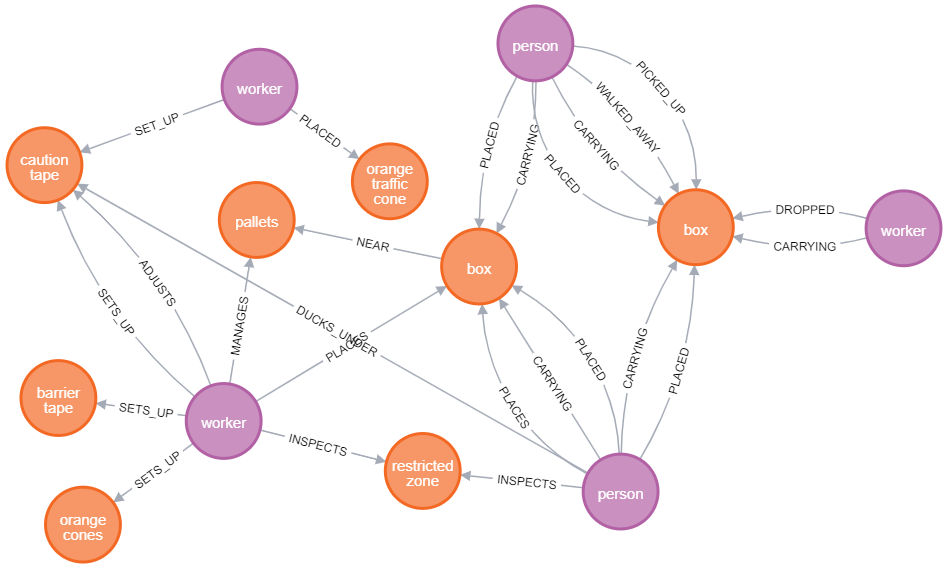 person
PICKED_UP
WALKED_AWAY
CARRYING
PLACED
PLACED
CARRYING
worker
SET_UP
PLACED
caution
tape
orange
traffic
cone
pallets
NEAR
box
box
DROPPED
CARRYING
worker
ADJUSTS
SETS_UP
MANAGES
DUCKS_UNDER
PLACES
CARRYING
PLACED
PLACES
CARRYING
PLACED
barrier
tape
SETS_UP
worker
INSPECTS
SETS_UP
restricted
zone
INSPECTS
person
orange
cones